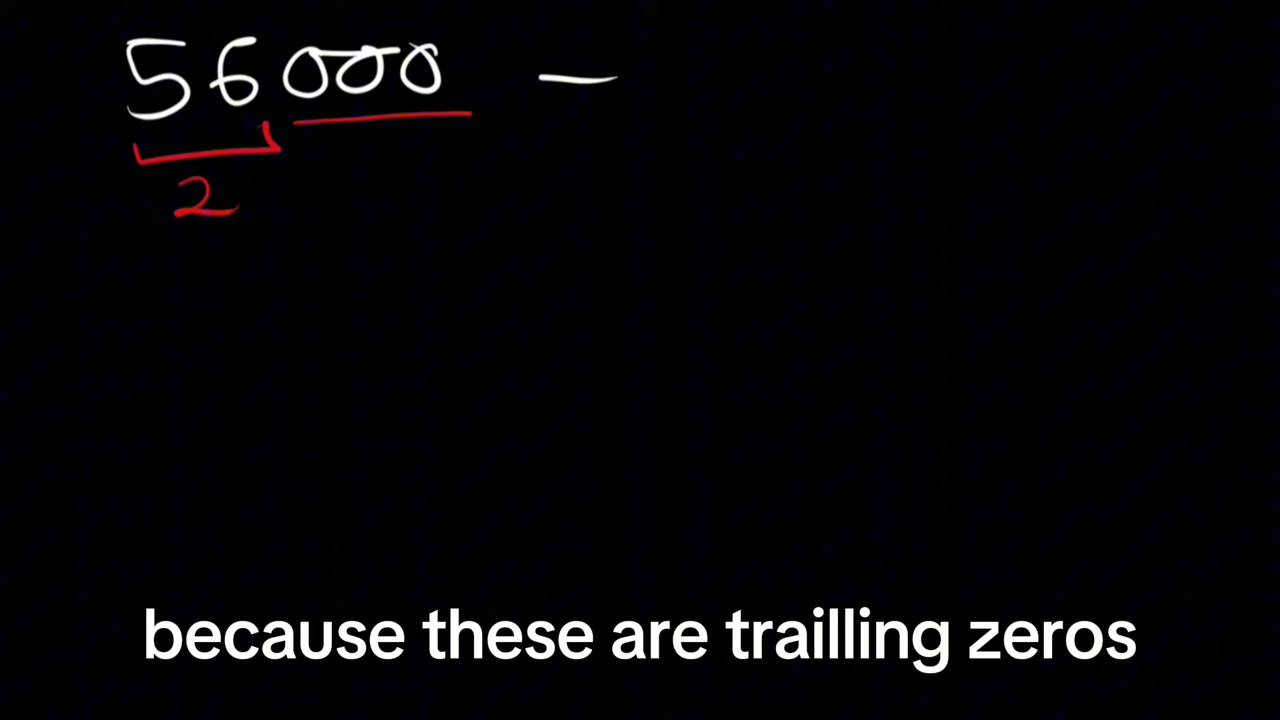 56000 —
2
because these are trailling zeros